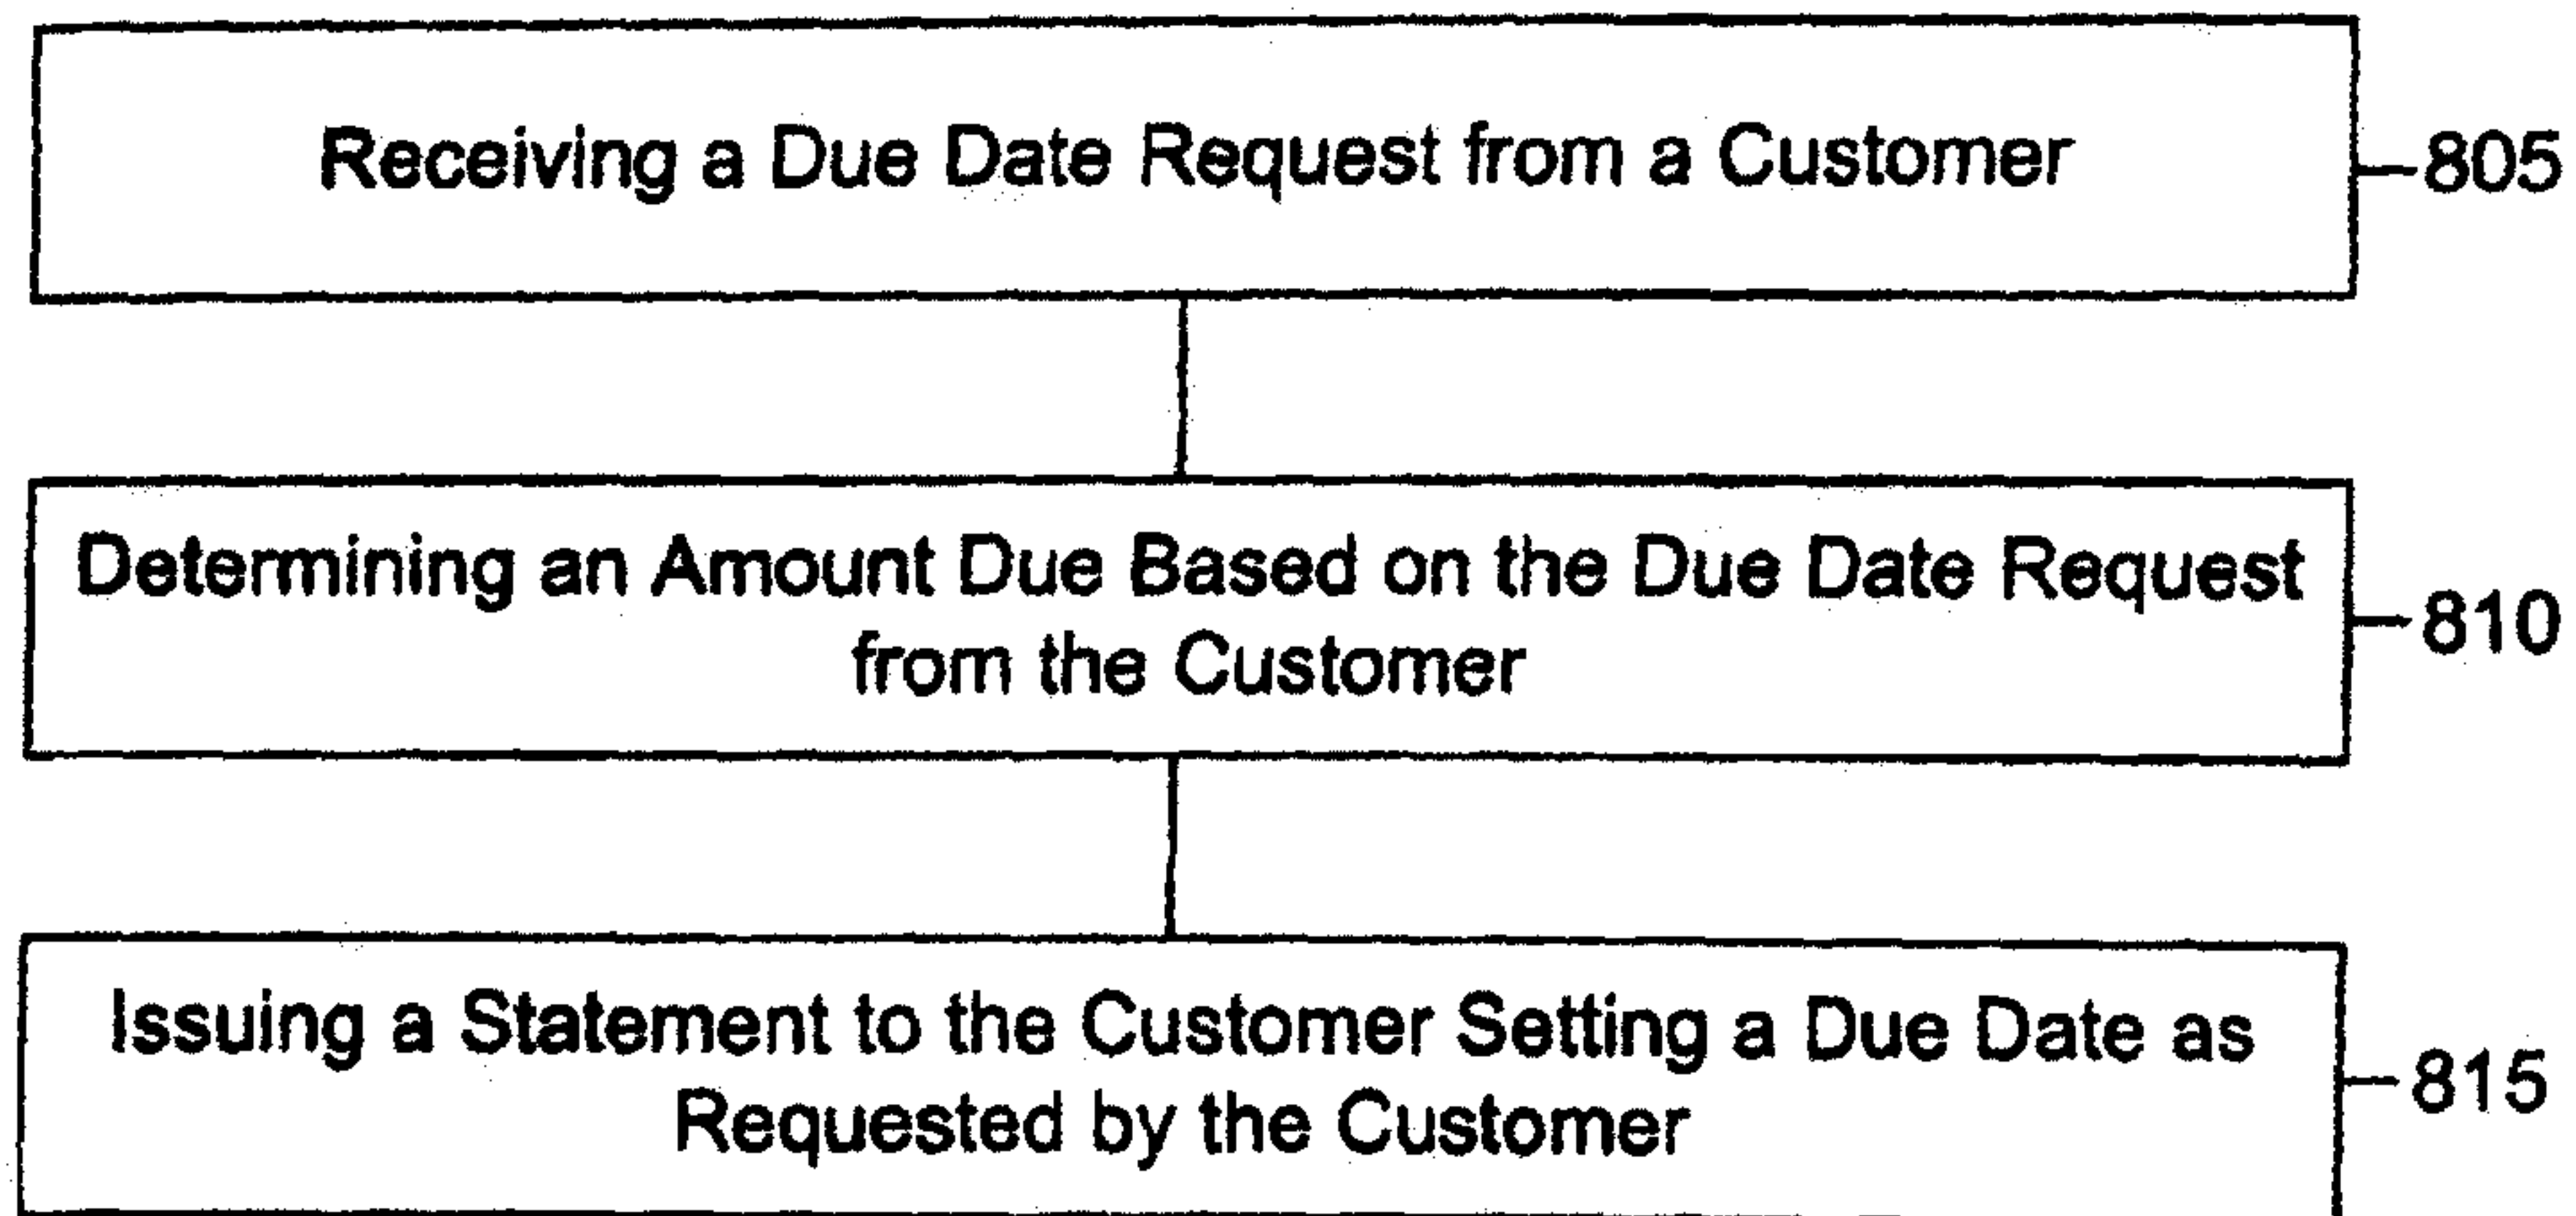 Receiving a Due Date Request from a Customer
805
Determining an Amount Due Based on the Due Date Request
from the Customer
810
Issuing a Statement to the Customer Setting a Due Date as
Requested by the Customer
815